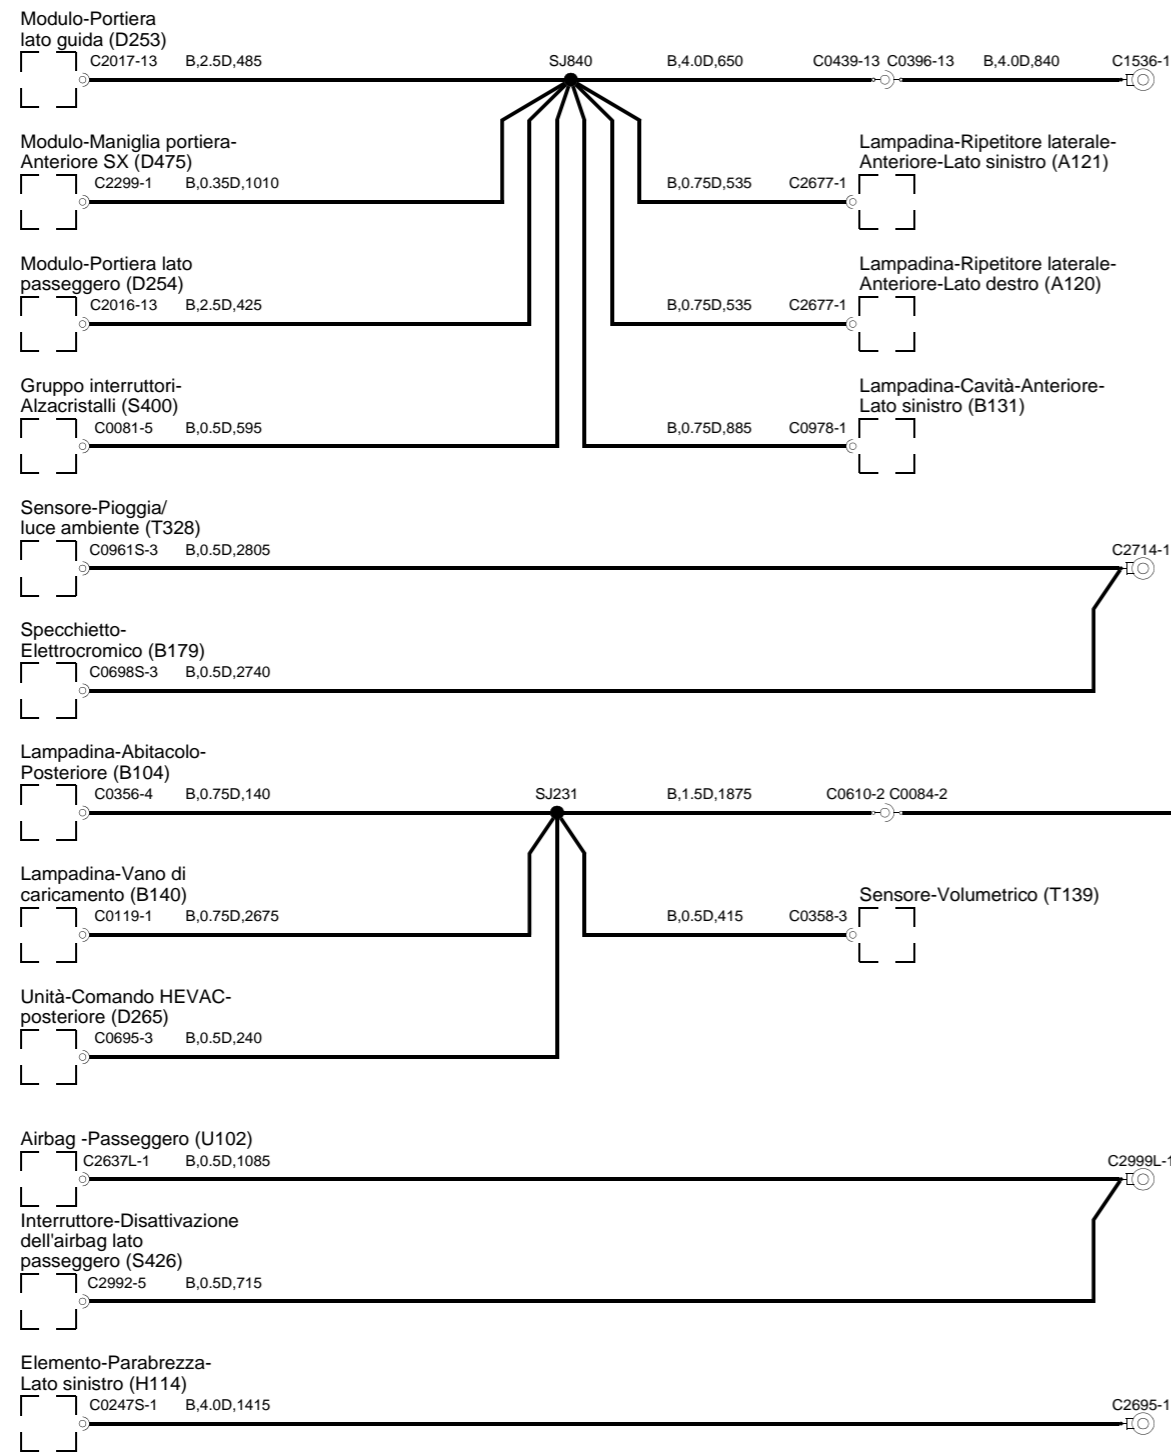 Modulo-Portiera
lato guida (D253)
C2017-13 B,2.5D,485 SJ840 B,4.0D,650 C0439-13 C0396-13 B,4.0D,840 C1536-1
Modulo-Maniglia portiera-
Anteriore SX (D475)
C2299-1 B,0.35D,1010
Lampadina-Ripetitore laterale-
Anteriore-Lato sinistro (A121)
B,0.75D,535 C2677-1
Modulo-Portiera lato
passeggero (D254)
C2016-13 B,2.5D,425
Lampadina-Ripetitore laterale-
Anteriore-Lato destro (A120)
B,0.75D,535 C2677-1
Gruppo interruttori-
Alzacristalli (S400)
C0081-5 B,0.5D,595
Lampadina-Cavità-Anteriore-
Lato sinistro (B131)
B,0.75D,885 C0978-1
Sensore-Pioggia/
luce ambiente (T328)
C0961S-3 B,0.5D,2805 C2714-1
Specchietto-
Elettrocromico (B179)
C0698S-3 B,0.5D,2740
Lampadina-Abitacolo-
Posteriore (B104)
C0356-4 B,0.75D,140 SJ231 B,1.5D,1875 C0610-2 C0084-2
Lampadina-Vano di
caricamento (B140)
C0119-1 B,0.75D,2675
Sensore-Volumetrico (T139)
B,0.5D,415 C0358-3
Unità-Comando HEVAC-
posteriore (D265)
C0695-3 B,0.5D,240
Airbag -Passeggero (U102)
C2637L-1 B,0.5D,1085 C2999L-1
Interruttore-Disattivazione
dell'airbag lato
passeggero (S426)
C2992-5 B,0.5D,715
Elemento-Parabrezza-
Lato sinistro (H114)
C0247S-1 B,4.0D,1415 C2695-1